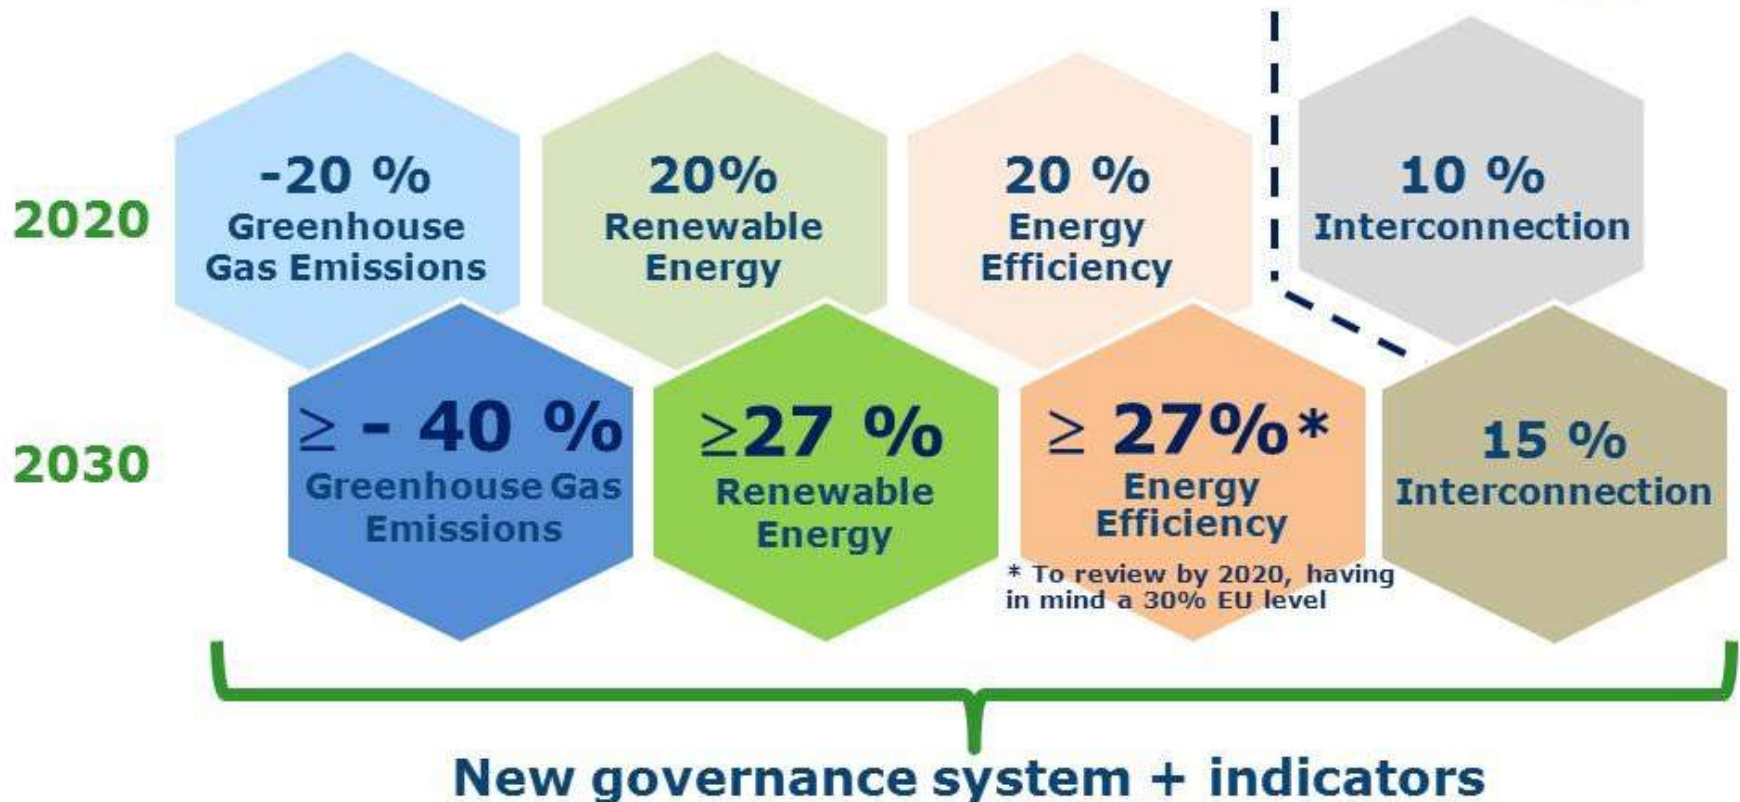 2020
-20 %
Greenhouse
Gas Emissions
20%
Renewable
Energy
20 %
Energy
Efficiency
10 %
Interconnection
2030
≥ - 40 %
Greenhouse Gas
Emissions
≥27 %
Renewable
Energy
≥ 27%*
Energy
Efficiency
* To review by 2020, having
in mind a 30% EU level
15 %
Interconnection
New governance system + indicators